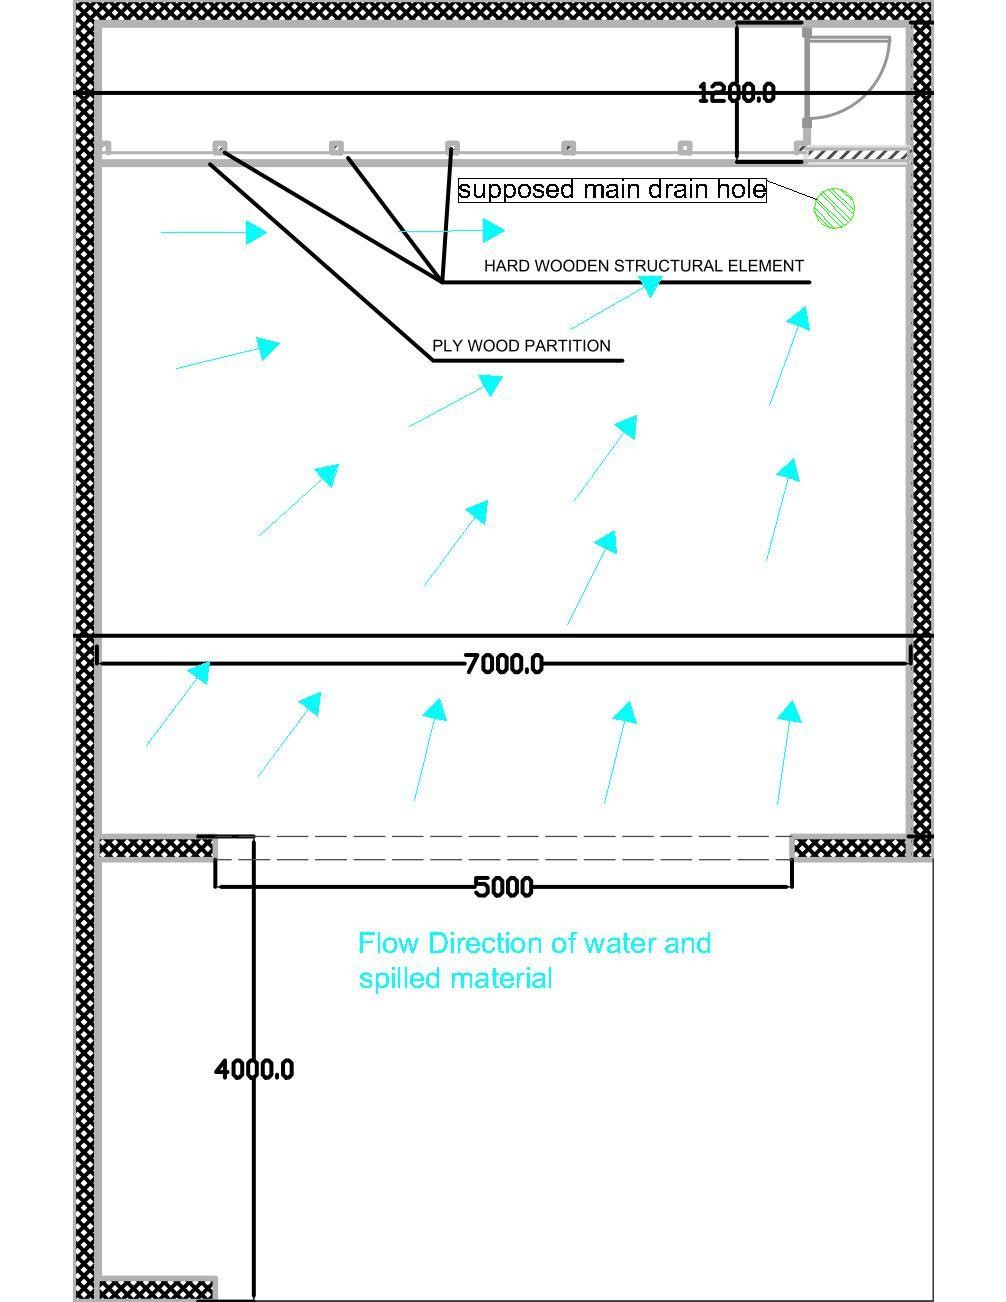 1200.0
supposed main drain hole
HARD WOODEN STRUCTURAL ELEMENT
PLY WOOD PARTITION
7000.0
5000
Flow Direction of water and
spilled material
4000.0